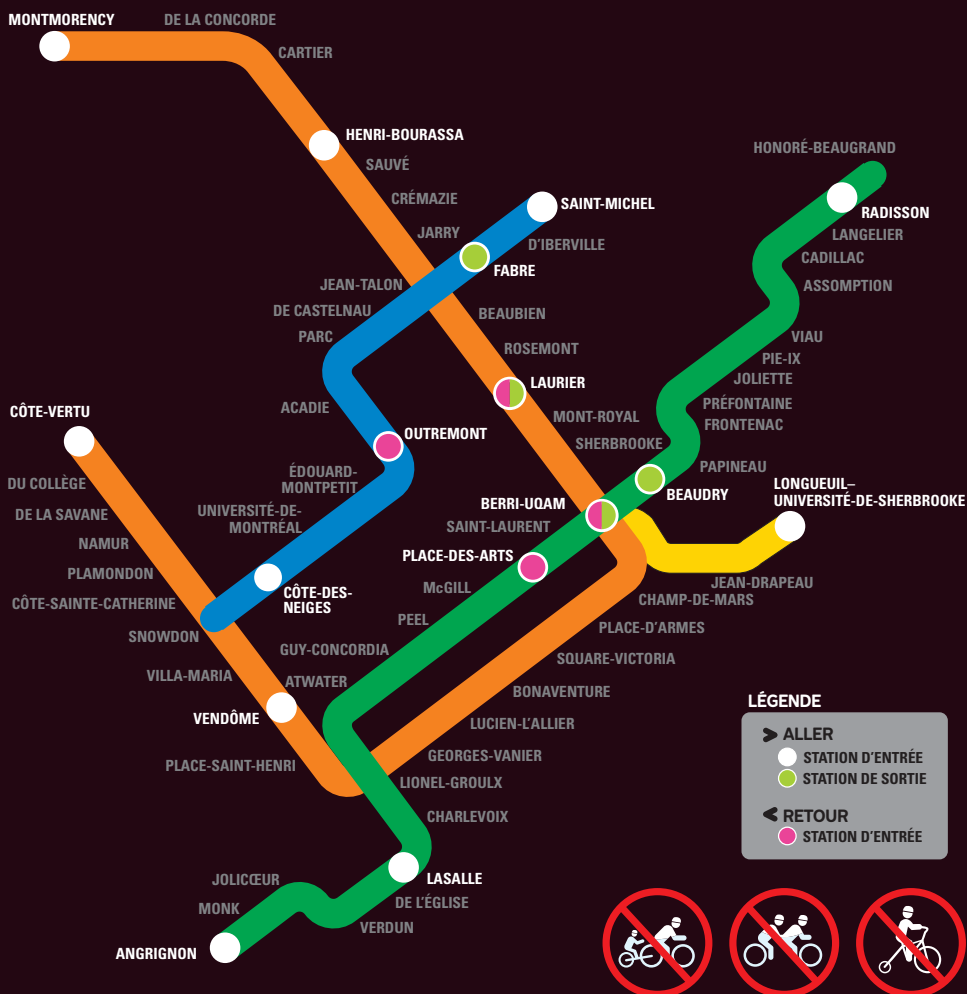 MONTMORENCY
DE LA CONCORDE
CARTIER
HENRI-BOURASSA
SAUVÉ
CRÉMAZIE
JARRY
SAINT-MICHEL
D'IBERVILLE
FABRE
JEAN-TALON
DE CASTELNAU
PARC
ACADIE
OUTREMONT
ÉDOUARD-
MONTPETIT
UNIVERSITÉ-DE-
MONTRÉAL
CÔTE-DES-
NEIGES
BEAUBIEN
ROSEMONT
LAURIER
MONT-ROYAL
SHERBROOKE
BERRI-UQAM
HONORÉ-BEAUGRAND
RADISSON
LANGELIER
CADILLAC
ASSOMPTION
VIAU
PIE-IX
JOLIETTE
PRÉFONTAINE
FRONTENAC
PAPINEAU
BEAUDRY
LONGUEUIL–
UNIVERSITÉ-DE-SHERBROOKE
JEAN-DRAPEAU
SAINT-LAURENT
PLACE-DES-ARTS
McGILL
PEEL
GUY-CONCORDIA
ATWATER
CHAMP-DE-MARS
PLACE-D'ARMES
SQUARE-VICTORIA
BONAVENTURE
LUCIEN-L'ALLIER
GEORGES-VANIER
LIONEL-GROULX
CHARLEVOIX
LASALLE
DE L'ÉGLISE
VERDUN
JOLICŒUR
MONK
ANGRIGNON
CÔTE-VERTU
DU COLLÈGE
DE LA SAVANE
NAMUR
PLAMONDON
CÔTE-SAINTE-CATHERINE
SNOWDON
VILLA-MARIA
VENDÔME
PLACE-SAINT-HENRI
LÉGENDE
> ALLER
STATION D'ENTRÉE
STATION DE SORTIE
< RETOUR
STATION D'ENTRÉE